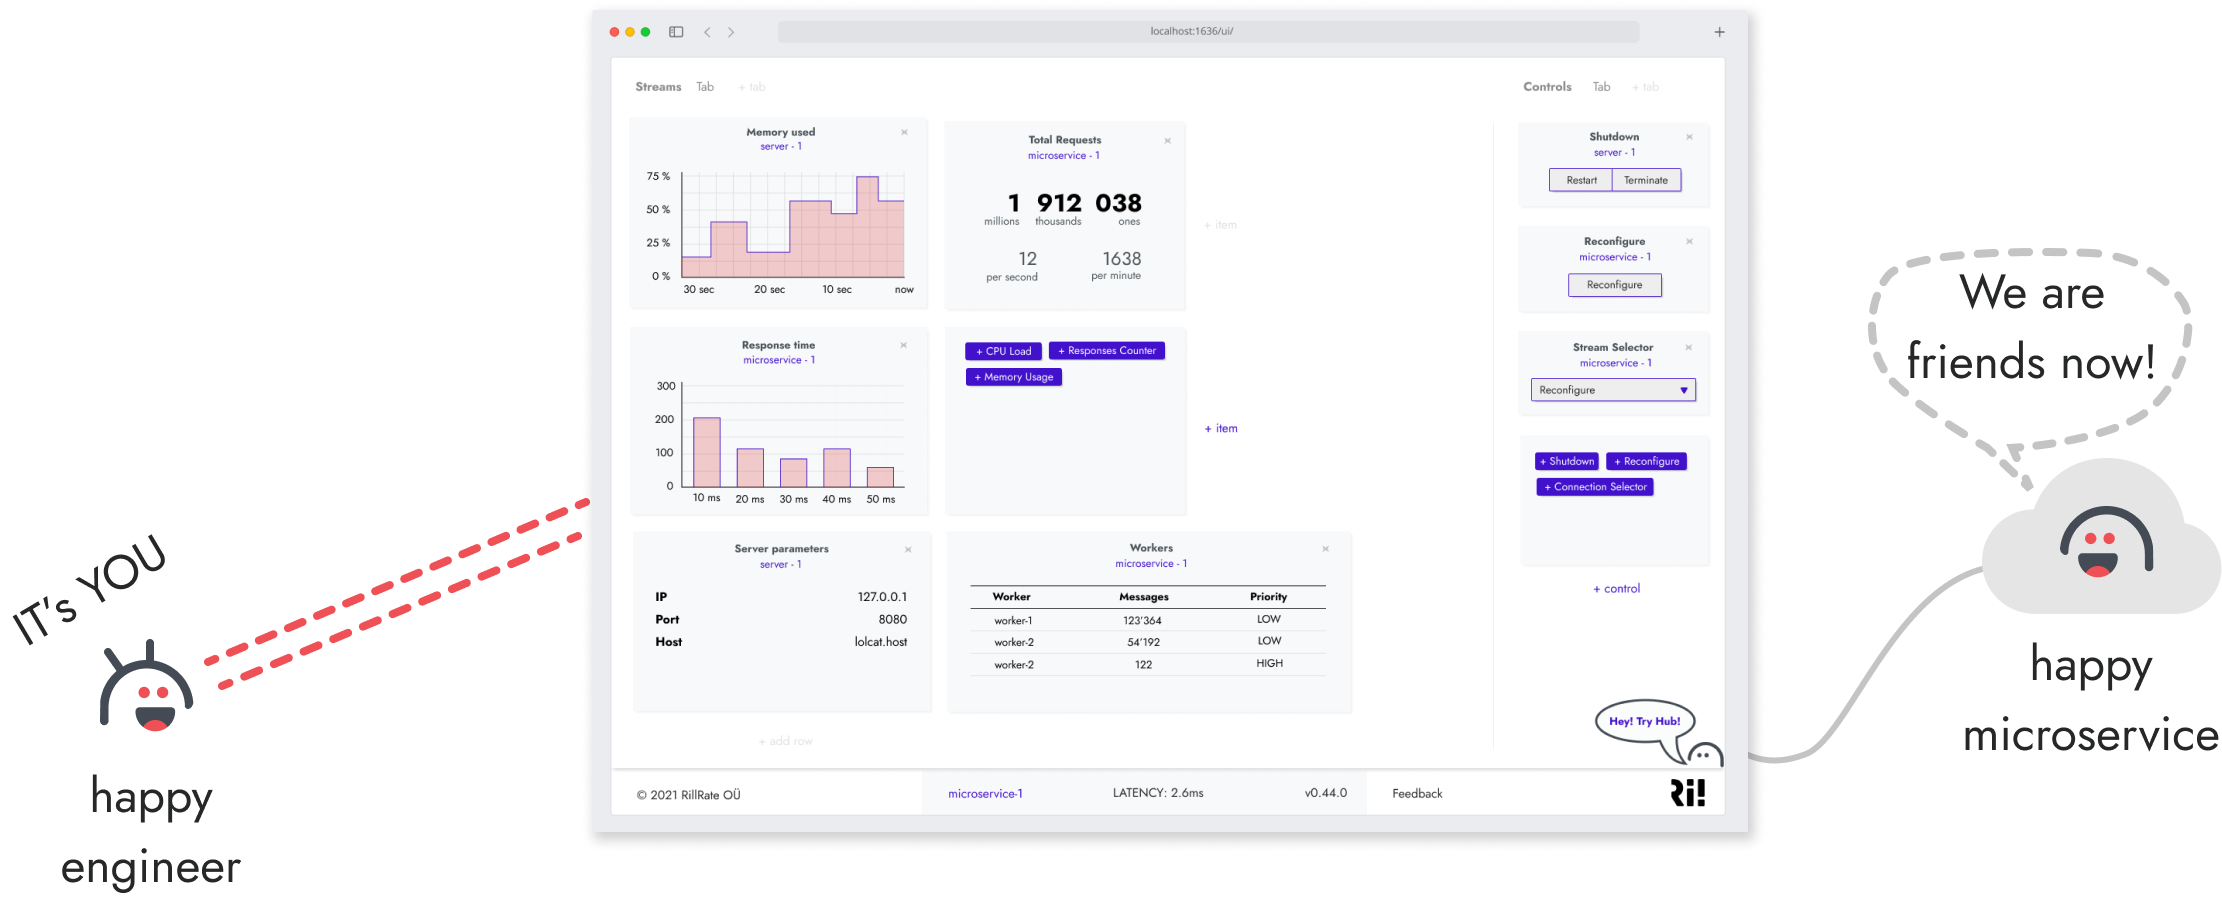 localhost:1636/ui/
Streams Tab + tab
Controls Tab + tab
Memory used
server - 1
75 %
50 %
25 %
0 %
30 sec 20 sec 10 sec now
Total Requests
microservice - 1
1 912 038
millions thousands ones
12 1638
per second per minute
+ item
Shutdown
server - 1
Restart Terminate
Reconfigure
microservice - 1
Reconfigure
Stream Selector
microservice - 1
Reconfigure
+ Shutdown + Reconfigure
+ Connection Selector
+ control
Response time
microservice - 1
300
200
100
0
10 ms 20 ms 30 ms 40 ms 50 ms
+ CPU Load + Responses Counter
+ Memory Usage
+ item
Server parameters
server - 1
IP 127.0.0.1
Port 8080
Host lolcat.host
Workers
microservice - 1
Worker Messages Priority
worker-1 123'364 LOW
worker-2 54'192 LOW
worker-2 122 HIGH
+ add row
Hey! Try Hub!
© 2021 RillRate OÜ microservice-1 LATENCY: 2.6ms v0.44.0 Feedback
Ri!!
IT's YOU
happy
engineer
We are
friends now!
happy
microservice